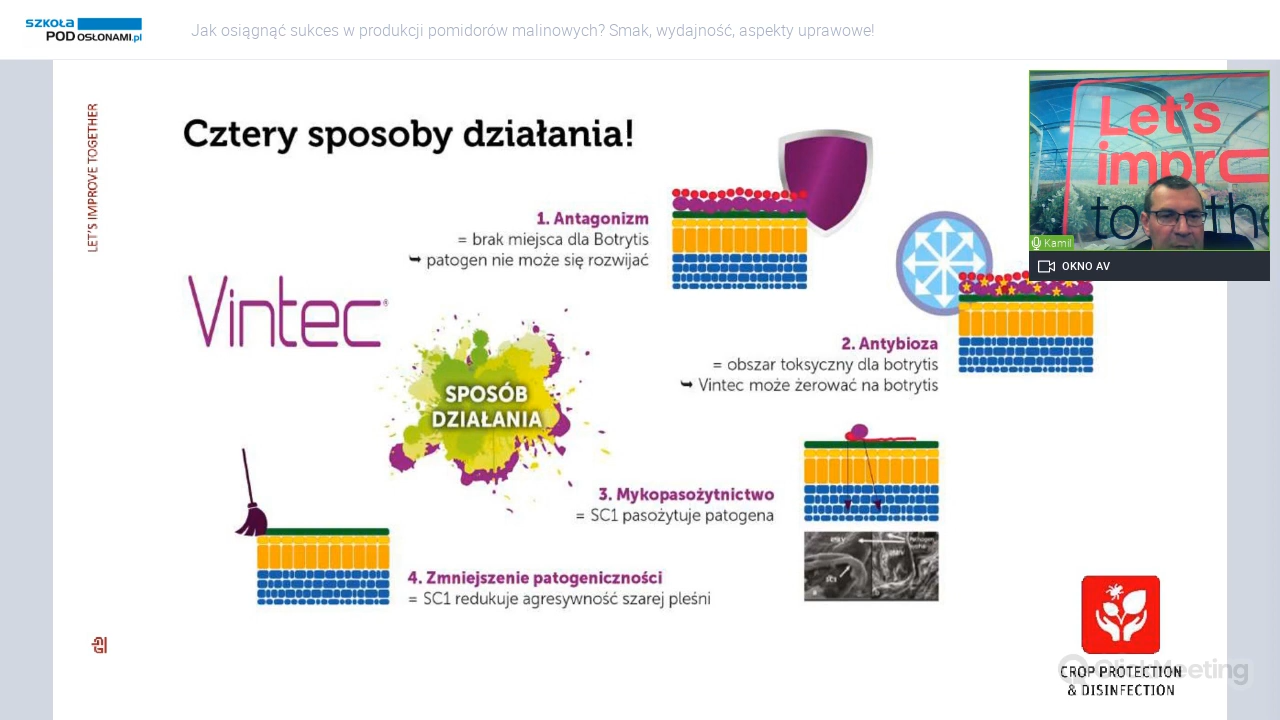 SZKOŁA
POD OSŁONAMI.pl
Jak osiągnąć sukces w produkcji pomidorów malinowych? Smak, wydajność, aspekty uprawowe!
LET'S IMPROVE TOGETHER
Cztery sposoby działania!
Let's
impro
together
Kamil
OKNO AV
1. Antagonizm
= brak miejsca dla Botrytis
➥ patogen nie może się rozwijać
Vintec®
2. Antybioza
= obszar toksyczny dla botrytis
➥ Vintec może żerować na botrytis
SPOSÓB
DZIAŁANIA
3. Mykopasożytnictwo
= SC1 pasożytuje patogena
SC1
4. Zmniejszenie patogeniczności
= SC1 redukuje agresywność szarej pleśni
ClickMeeting
CROP PROTECTION
& DISINFECTION